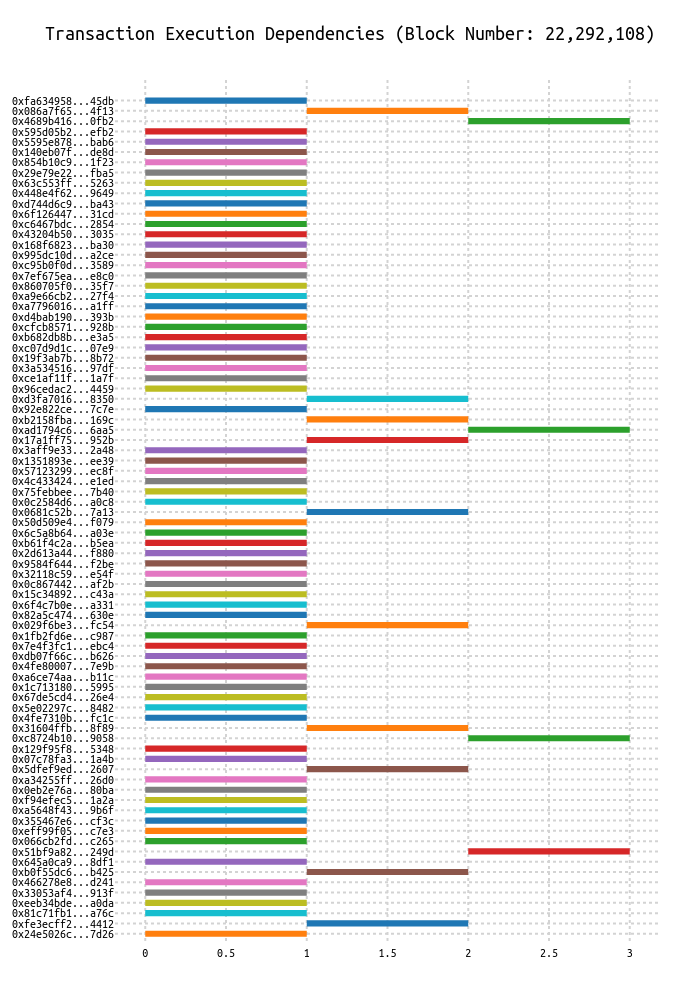 Transaction Execution Dependencies (Block Number: 22,292,108)
0xfa634958...45db
0x086a7f65...4f13
0x4689b416...0fb2
0x595d05b2...efb2
0x5595e878...bab6
0x140eb07f...de8d
0x854b10c9...1f23
0x29e79e22...fba5
0x63c553ff...5263
0x448e4f62...9649
0xd744d6c9...ba43
0x6f126447...31cd
0xc6467bdc...2854
0x43204b50...3035
0x168f6823...ba30
0x995dc10d...a2ce
0xc95b0f0d...3589
0x7ef675ea...e8c0
0x860705f0...35f7
0xa9e66cb2...27f4
0xa7796016...a1ff
0xd4bab190...393b
0xcfcb8571...928b
0xb682db8b...e3a5
0xc07d9d1c...07e9
0x19f3ab7b...8b72
0x3a534516...97df
0xce1af11f...1a7f
0x96cedac2...4459
0xd3fa7016...8350
0x92e822ce...7c7e
0xb2158fba...169c
0xad1794c6...6aa5
0x17a1ff75...952b
0x3aff9e33...2a48
0x1351893e...ee39
0x57123299...ec8f
0x4c433424...e1ed
0x75febbee...7b40
0x0c2584d6...a0c8
0x0681c52b...7a13
0x50d509e4...f079
0x6c5a8b64...a03e
0xb61f4c2a...b5ea
0x2d613a44...f880
0x9584f644...f2be
0x32118c59...e54f
0x0c867442...af2b
0x15c34892...c43a
0x6f4c7b0e...a331
0x82a5c474...630e
0x029f6be3...fc54
0x1fb2fd6e...c987
0x7e4f3fc1...ebc4
0xdb07f66c...b626
0x4fe80007...7e9b
0xa6ce74aa...b11c
0x1c713180...5995
0x67de5cd4...26e4
0x5e02297c...8482
0x4fe7310b...fc1c
0x31604ffb...8f89
0xc8724b10...9058
0x129f95f8...5348
0x07c78fa3...1a4b
0x5dfef9ed...2607
0xa34255ff...26d0
0x0eb2e76a...80ba
0xf94efec5...1a2a
0xa5648f43...9b6f
0x355467e6...cf3c
0xeff99f05...c7e3
0x066cb2fd...c265
0x51bf9a82...249d
0x645a0ca9...8df1
0xb0f55dc6...b425
0x466278e8...d241
0x33053af4...913f
0xeeb34bde...a0da
0x81c71fb1...a76c
0xfe3ecff2...4412
0x24e5026c...7d26
0 0.5 1 1.5 2 2.5 3